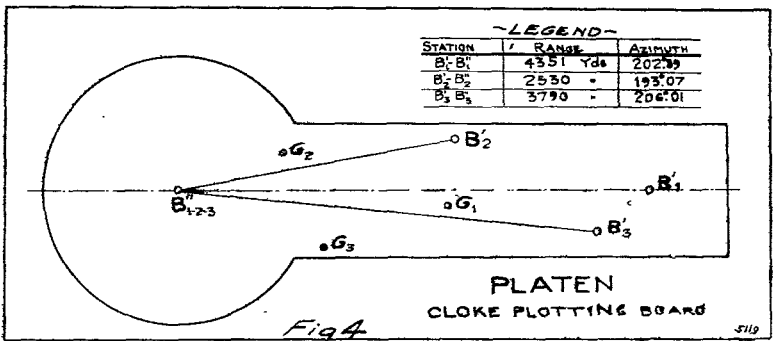 ~LEGEND~
STATION RANGE AZIMUTH
B'₁-B"₁ 4351 Yds 202°.89
B'₂-B"₂ 2530 " 193°.07
B'₃ B"₃ 3790 " 206°.01
G₂
B'₂
B"₁₋₂₋₃
G₁
B'₁
B'₃
G₃
PLATEN
CLOKE PLOTTING BOARD
Fig 4
5119